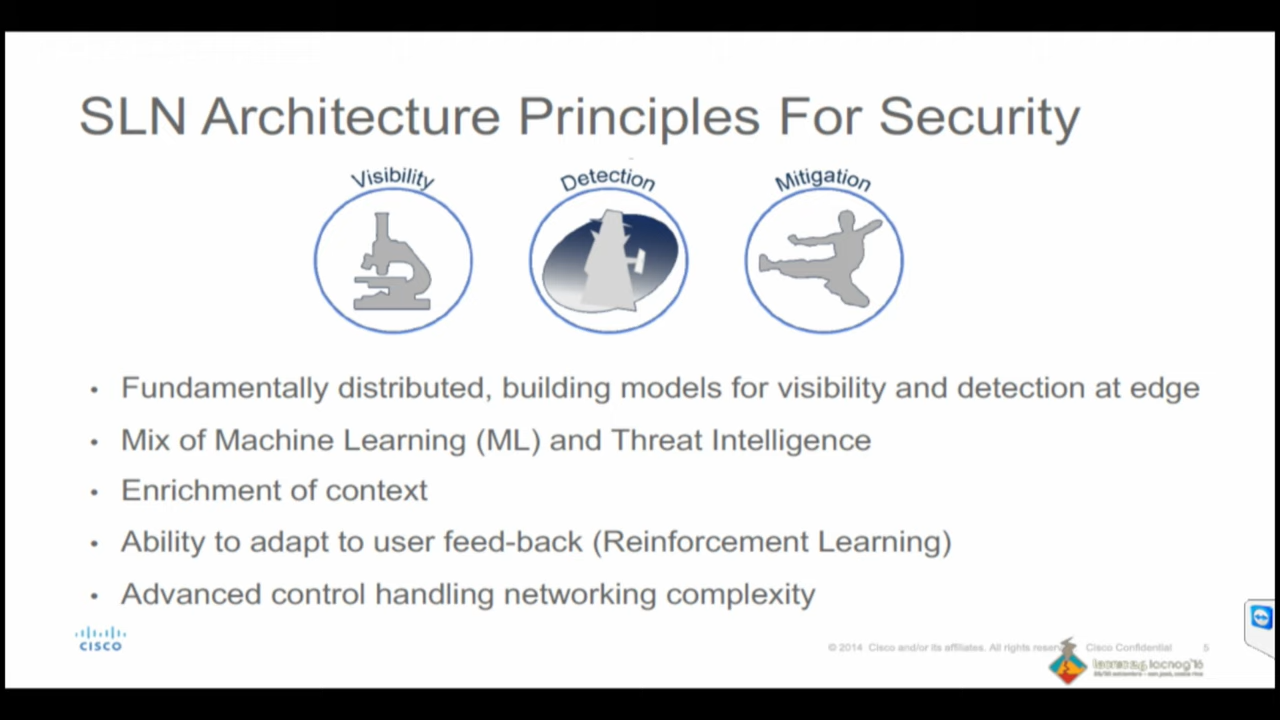 SLN Architecture Principles For Security
Visibility
Detection
Mitigation
• Fundamentally distributed, building models for visibility and detection at edge
• Mix of Machine Learning (ML) and Threat Intelligence
• Enrichment of context
• Ability to adapt to user feed-back (Reinforcement Learning)
• Advanced control handling networking complexity
CISCO
© 2014 Cisco and/or its affiliates. All rights reserv
Cisco Confidential
5